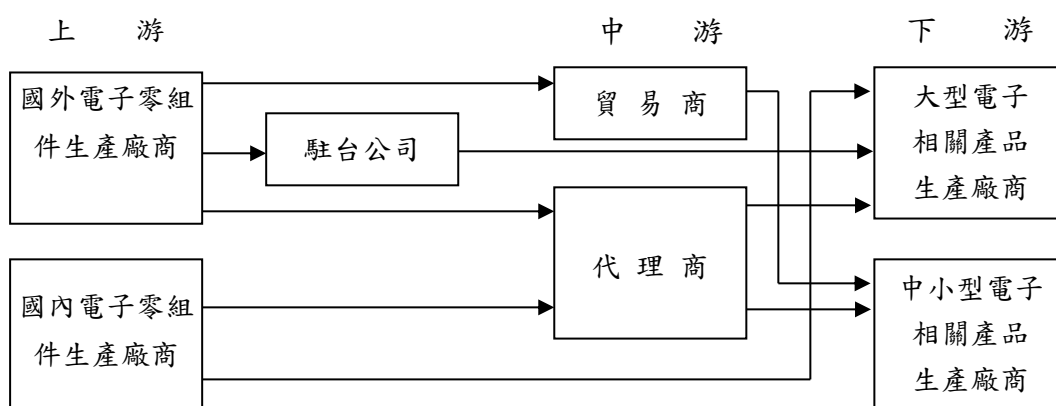 上 游 中 游 下 游
國外電子零組
件生產廠商
駐台公司
貿易商
大型電子
相關產品
生產廠商
代理商
國內電子零組
件生產廠商
中小型電子
相關產品
生產廠商